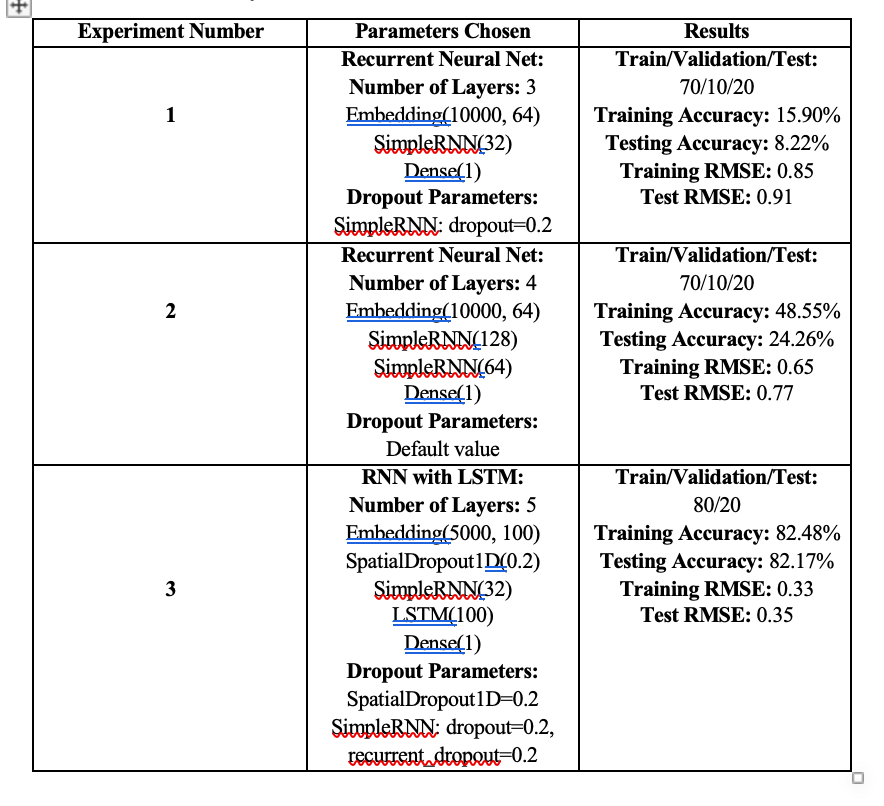 Experiment Number Parameters Chosen Results
1
Recurrent Neural Net:
Number of Layers: 3
Embedding(10000, 64)
SimpleRNN(32)
Dense(1)
Dropout Parameters:
SimpleRNN: dropout=0.2
Train/Validation/Test:
70/10/20
Training Accuracy: 15.90%
Testing Accuracy: 8.22%
Training RMSE: 0.85
Test RMSE: 0.91
2
Recurrent Neural Net:
Number of Layers: 4
Embedding(10000, 64)
SimpleRNN(128)
SimpleRNN(64)
Dense(1)
Dropout Parameters:
Default value
Train/Validation/Test:
70/10/20
Training Accuracy: 48.55%
Testing Accuracy: 24.26%
Training RMSE: 0.65
Test RMSE: 0.77
3
RNN with LSTM:
Number of Layers: 5
Embedding(5000, 100)
SpatialDropout1D(0.2)
SimpleRNN(32)
LSTM(100)
Dense(1)
Dropout Parameters:
SpatialDropout1D=0.2
SimpleRNN: dropout=0.2,
recurrent_dropout=0.2
Train/Validation/Test:
80/20
Training Accuracy: 82.48%
Testing Accuracy: 82.17%
Training RMSE: 0.33
Test RMSE: 0.35